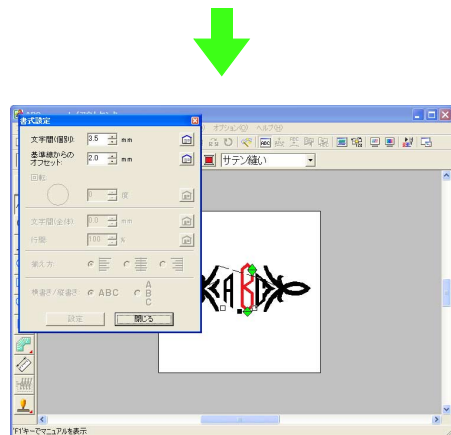 書式設定
文字間(個別): 3.5 mm
基準線からの
オフセット: 2.0 mm
回転:
0 度
文字間(全体): 0.0 mm
行間: 100 %
揃え方:
横書き/縦書き ABC A
B
C
設定 閉じる
オプション(O) ヘルプ(H)
サテン縫い
ABC
'F1'キーでマニュアルを表示